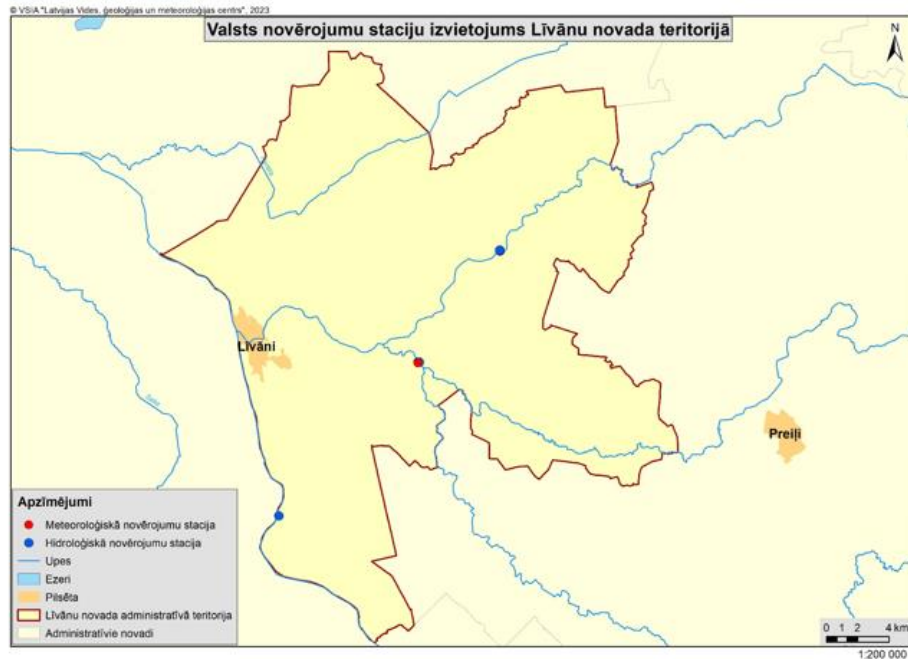 © VSIA "Latvijas Vides, ģeoloģijas un meteoroloģijas centrs", 2023
Valsts novērojumu staciju izvietojums Līvānu novada teritorijā
N
Līvāni
Preiļi
Apzīmējumi
Meteoroloģiskā novērojumu stacija
Hidroloģiskā novērojumu stacija
Upes
Ezeri
Pilsēta
Līvānu novada administratīvā teritorija
Administratīvie novadi
0 1 2 4 km
1:200 000